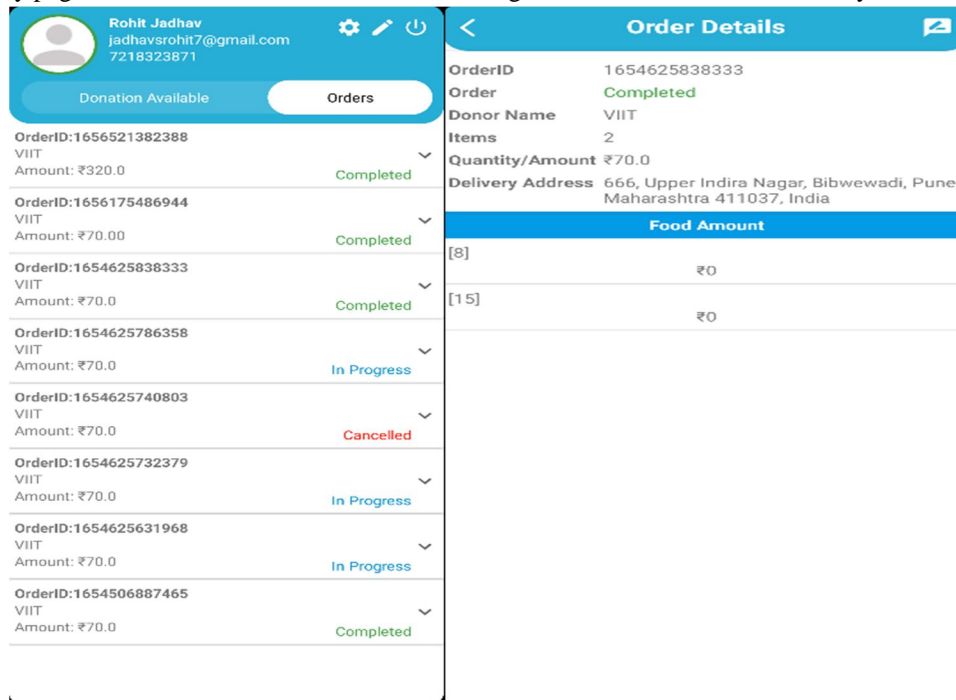 Rohit Jadhav
jadhavsrohit7@gmail.com
7218323871
Donation Available
Orders
OrderID:1656521382388
VIIT
Amount: ₹320.0
Completed
OrderID:1656175486944
VIIT
Amount: ₹70.00
Completed
OrderID:1654625838333
VIIT
Amount: ₹70.0
Completed
OrderID:1654625786358
VIIT
Amount: ₹70.0
In Progress
OrderID:1654625740803
VIIT
Amount: ₹70.0
Cancelled
OrderID:1654625732379
VIIT
Amount: ₹70.0
In Progress
OrderID:1654625631968
VIIT
Amount: ₹70.0
In Progress
OrderID:1654506887465
VIIT
Amount: ₹70.0
Completed
Order Details
OrderID 1654625838333
Order Completed
Donor Name VIIT
Items 2
Quantity/Amount ₹70.0
Delivery Address 666, Upper Indira Nagar, Bibwewadi, Pune
Maharashtra 411037, India
Food Amount
[8]
₹0
[15]
₹0